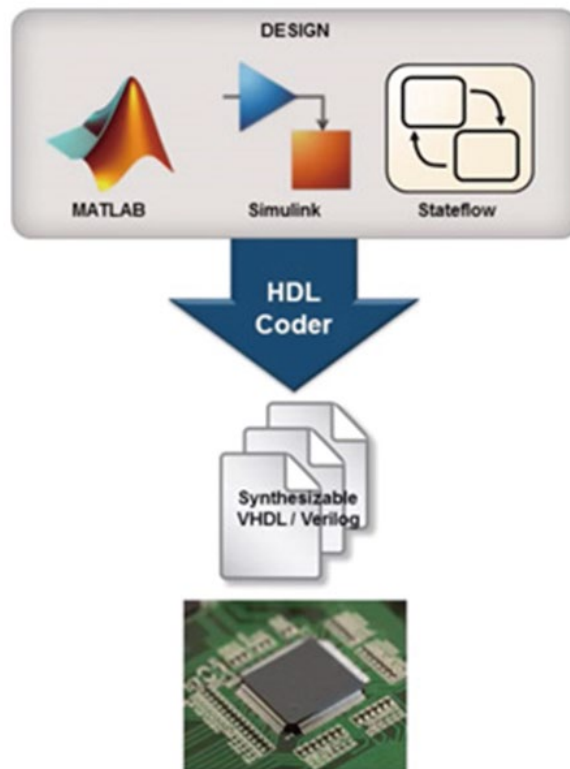 DESIGN
MATLAB
Simulink
Stateflow
HDL
Coder
Synthesizable
VHDL / Verilog